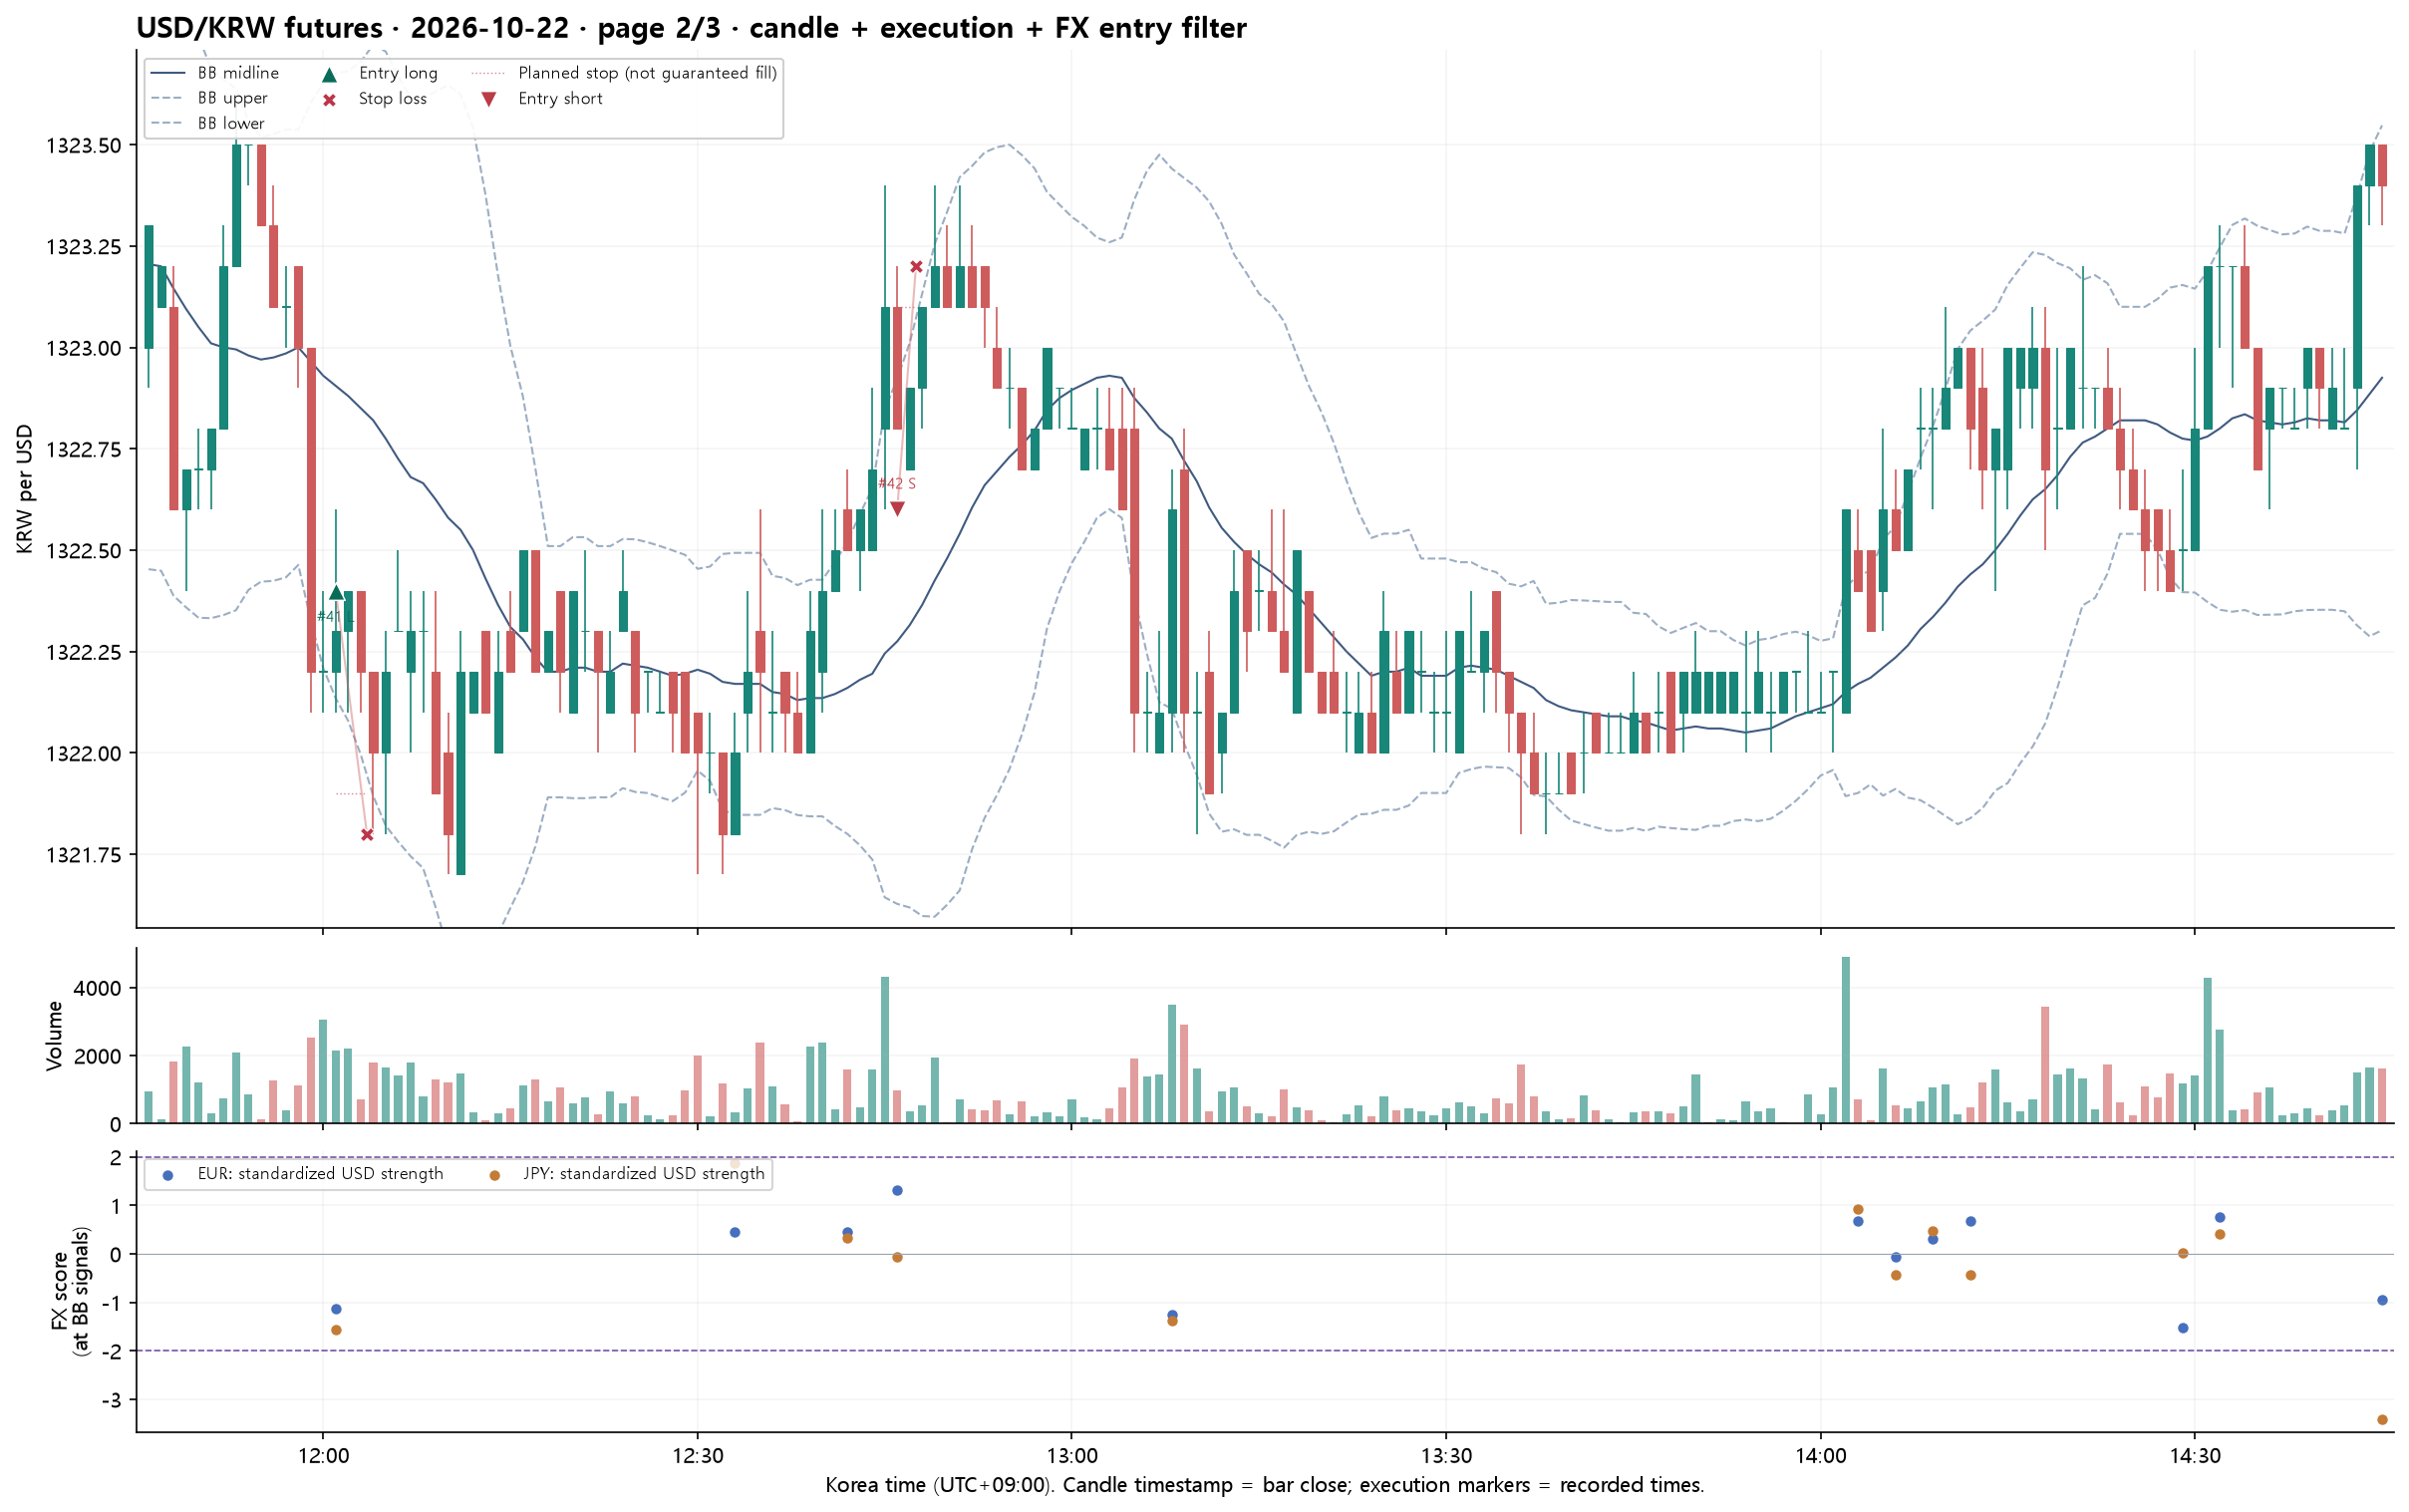 USD/KRW futures · 2026-10-22 · page 2/3 · candle + execution + FX entry filter
BB midline
BB upper
BB lower
Entry long
Stop loss
Planned stop (not guaranteed fill)
Entry short
KRW per USD
1323.50
1323.25
1323.00
1322.75
1322.50
1322.25
1322.00
1321.75
#41
#42 S
Volume
4000
2000
0
FX score
(at BB signals)
EUR: standardized USD strength
JPY: standardized USD strength
2
1
0
-1
-2
-3
12:00
12:30
13:00
13:30
14:00
14:30
Korea time (UTC+09:00). Candle timestamp = bar close; execution markers = recorded times.